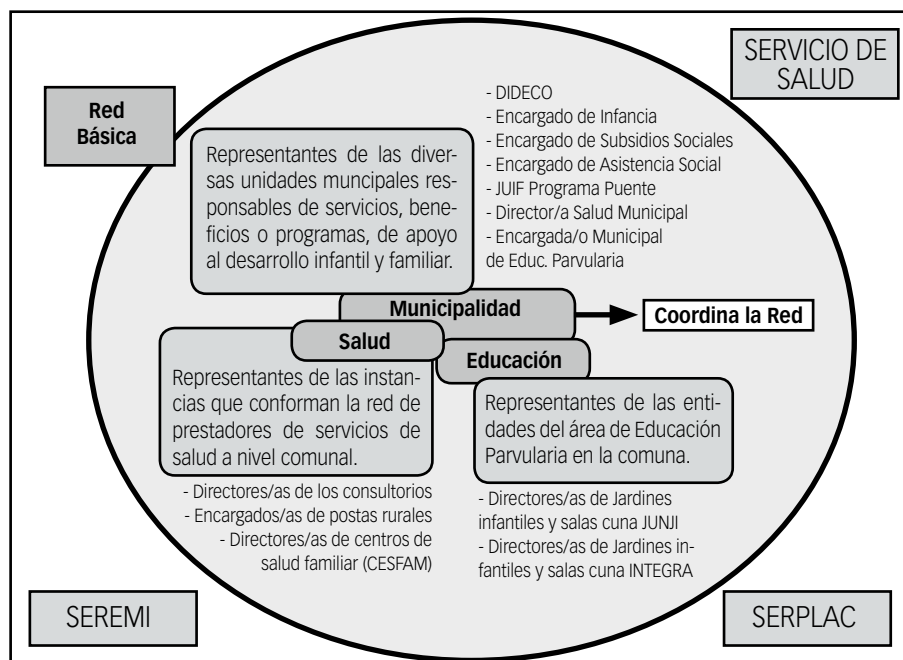 SERVICIO DE
SALUD
Red
Básica
- DIDECO
- Encargado de Infancia
- Encargado de Subsidios Sociales
- Encargado de Asistencia Social
- JUIF Programa Puente
- Director/a Salud Municipal
- Encargada/o Municipal
de Educ. Parvularia
Representantes de las diver-
sas unidades muncipales res-
ponsables de servicios, bene-
ficios o programas, de apoyo
al desarrollo infantil y familiar.
Municipalidad
Coordina la Red
Salud
Educación
Representantes de las instan-
cias que conforman la red de
prestadores de servicios de
salud a nivel comunal.
Representantes de las enti-
dades del área de Educación
Parvularia en la comuna.
- Directores/as de los consultorios
- Encargados/as de postas rurales
- Directores/as de centros de
salud familiar (CESFAM)
- Directores/as de Jardines
infantiles y salas cuna JUNJI
- Directores/as de Jardines in-
fantiles y salas cuna INTEGRA
SEREMI
SERPLAC